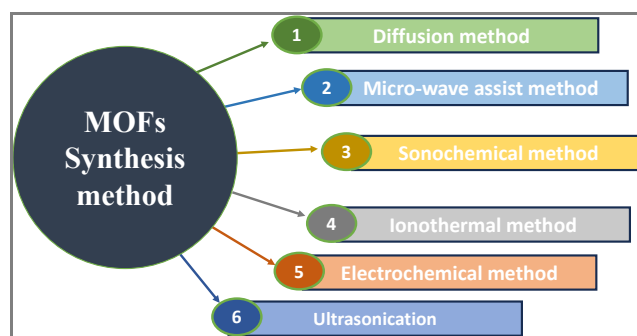 MOFs
Synthesis
method
1
Diffusion method
2
Micro-wave assist method
3
Sonochemical method
4
Ionothermal method
5
Electrochemical method
6
Ultrasonication